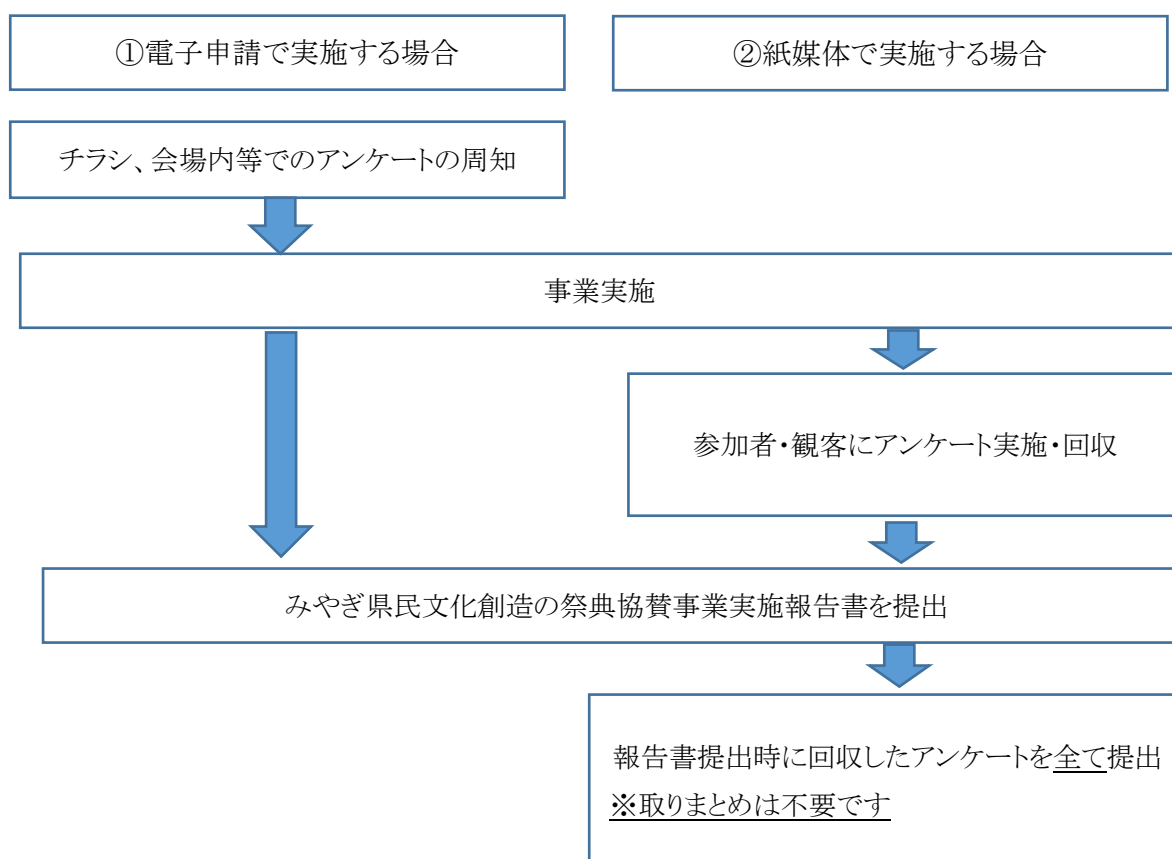 ①電子申請で実施する場合
②紙媒体で実施する場合
チラシ、会場内等でのアンケートの周知
事業実施
参加者・観客にアンケート実施・回収
みやぎ県民文化創造の祭典協賛事業実施報告書を提出
報告書提出時に回収したアンケートを全て提出
※取りまとめは不要です